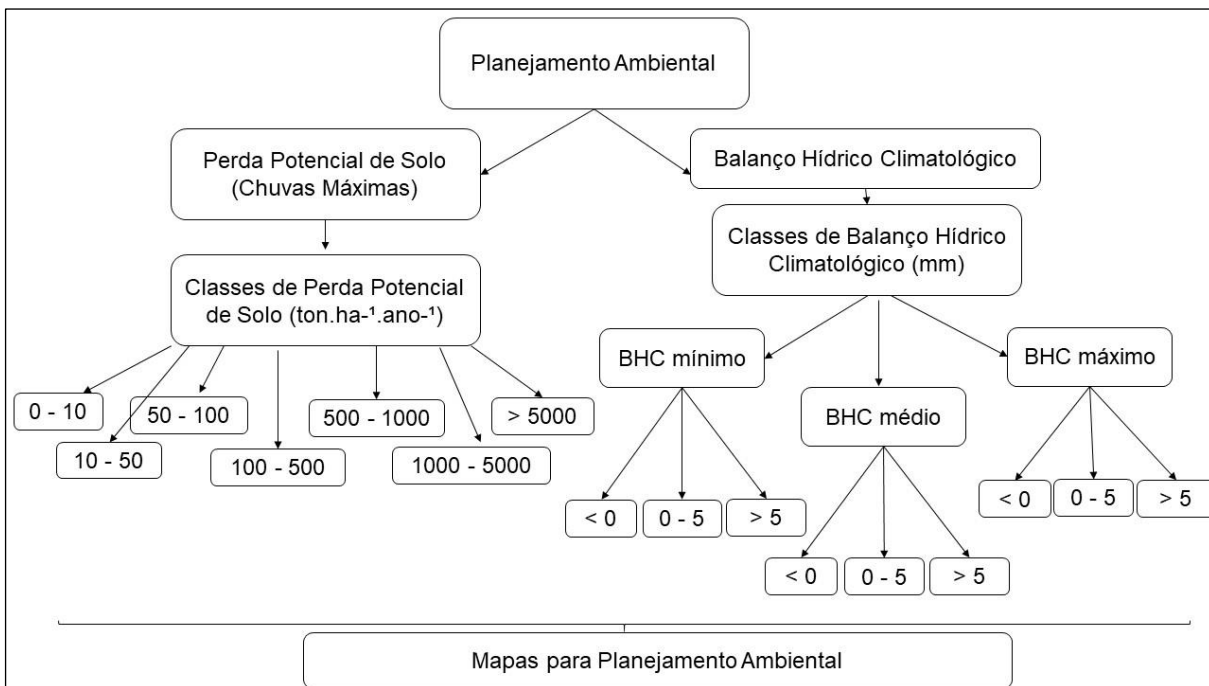 Planejamento Ambiental
Perda Potencial de Solo
(Chuvas Máximas)
Balanço Hídrico Climatológico
Classes de Perda Potencial
de Solo (ton.ha-¹.ano-¹)
Classes de Balanço Hídrico
Climatológico (mm)
0 - 10
10 - 50
50 - 100
100 - 500
500 - 1000
1000 - 5000
> 5000
BHC mínimo
BHC médio
BHC máximo
< 0
0 - 5
> 5
< 0
0 - 5
> 5
< 0
0 - 5
> 5
Mapas para Planejamento Ambiental